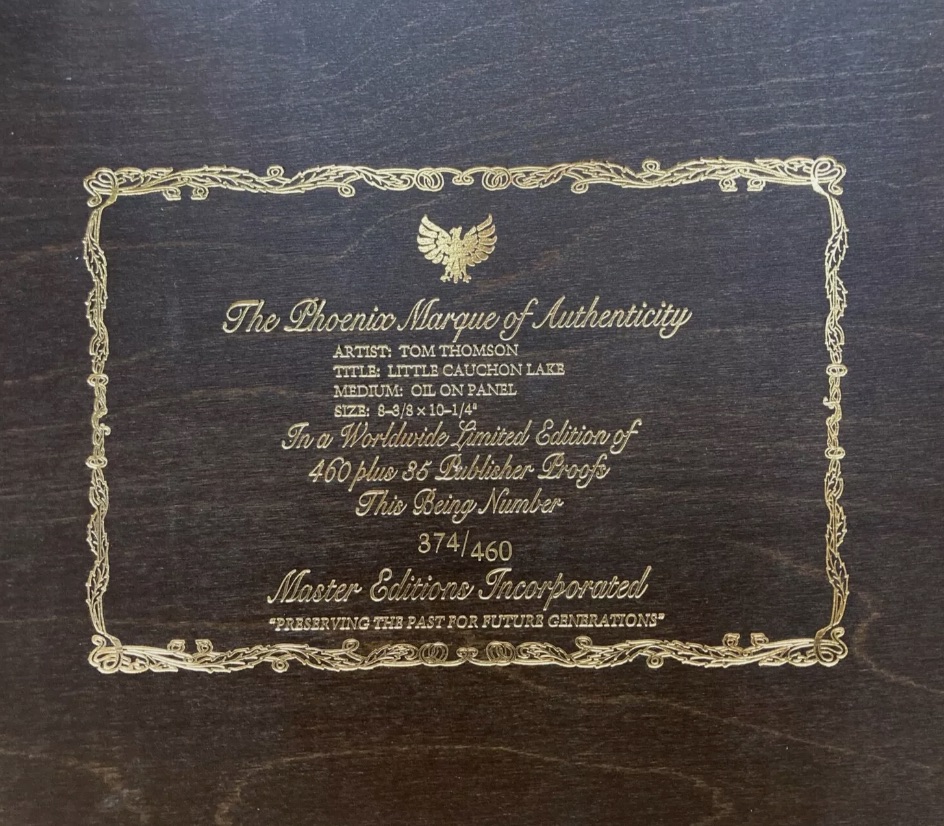 The Phoenix Marque of Authenticity
ARTIST: TOM THOMSON
TITLE: LITTLE CAUCHON LAKE
MEDIUM: OIL ON PANEL
SIZE: 8-3/8 x 10-1/4"
In a Worldwide Limited Edition of
460 plus 35 Publisher Proofs
This Being Number
374/460
Master Editions Incorporated
"PRESERVING THE PAST FOR FUTURE GENERATIONS"